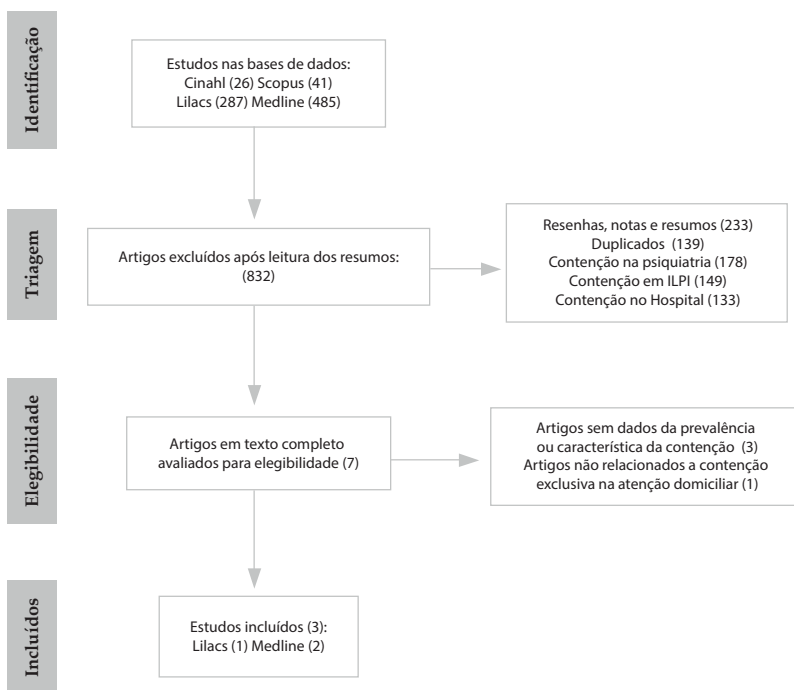 Identificação
Estudos nas bases de dados:
Cinahl (26) Scopus (41)
Lilacs (287) Medline (485)
Triagem
Artigos excluídos após leitura dos resumos:
(832)
Resenhas, notas e resumos (233)
Duplicados (139)
Contenção na psiquiatria (178)
Contenção em ILPI (149)
Contenção no Hospital (133)
Elegibilidade
Artigos em texto completo
avaliados para elegibilidade (7)
Artigos sem dados da prevalência
ou característica da contenção (3)
Artigos não relacionados a contenção
exclusiva na atenção domiciliar (1)
Incluídos
Estudos incluídos (3):
Lilacs (1) Medline (2)